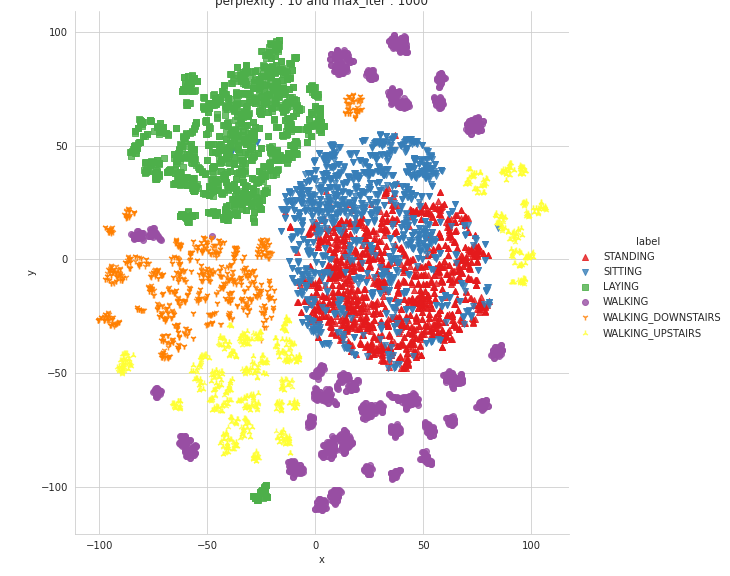 perplexity : 10 and max_iter : 1000
100
50
0
−50
−100
y
−100
−50
0
50
100
x
label
STANDING
SITTING
LAYING
WALKING
WALKING_DOWNSTAIRS
WALKING_UPSTAIRS